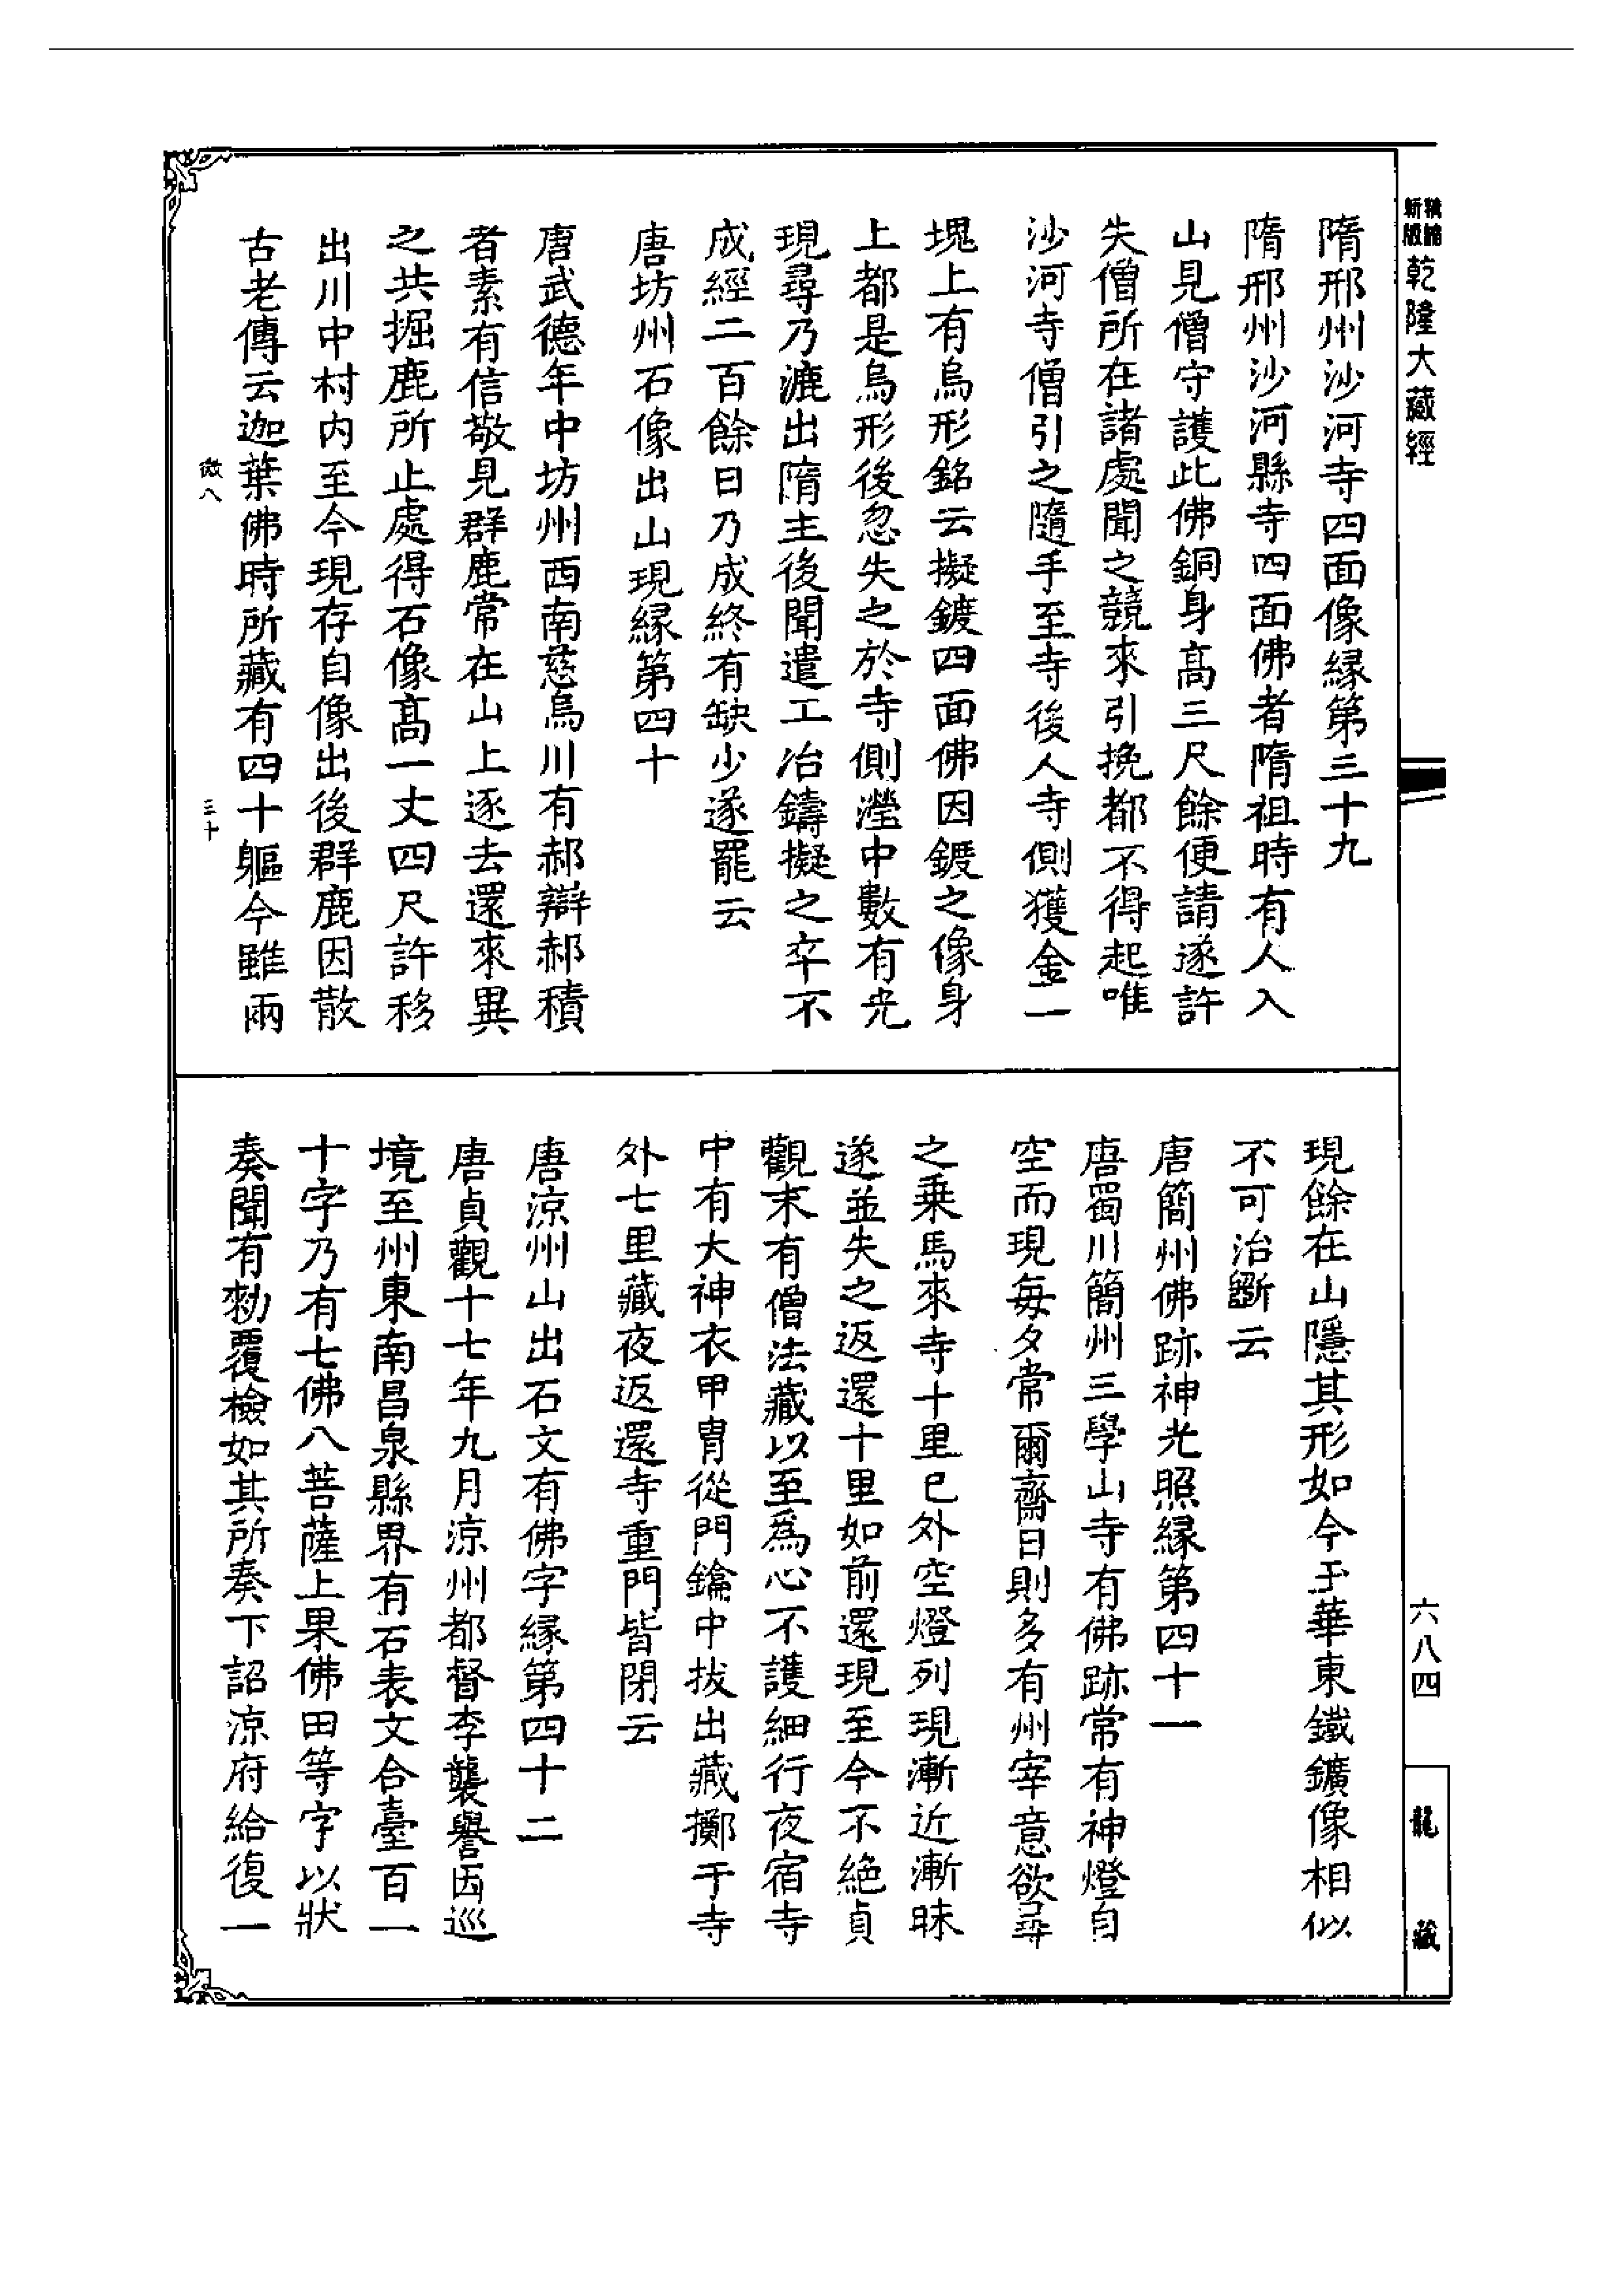 精繪新版乾隆大藏經
隋邢州沙河寺四面像縁第三十九
隋邢州沙河縣寺四面佛者隋祖時有人入
山見僧守護此佛銅身高三尺餘便請遂許
失僧所在諸處聞之競來引挽都不得起唯
沙河寺僧引之隨手至寺後人寺側獲金二
塊上有烏形銘云擬鍍四面佛因鍍之像身
上都是烏形後忽失之於寺側瀅中數有光
現尋乃漉出隋主後聞遣工冶鑄擬之卒不
成經二百餘日乃成終有缺少遂罷云
唐坊州石像出山現緣第四十
唐武德年中坊州西南慈烏川有郝辯郝積
者素有信敬見群鹿常在山上逐去還來異
之共掘鹿所止處得石像高一丈四尺許移
出川中村内至今現存自像出後群鹿因散
古老傳云迦葉佛時所藏有四十軀今雖兩
微八
三十
現餘在山隱其形如今玉華東鐵鑛像相似
不可治斷云
唐簡州佛跡神光照縁第四十一
唐蜀川簡州三學山寺有佛跡常有神燈自
空而現每夕常爾齋日則多有州宰意欲尋
之乗馬來寺十里已外空燈列現漸近漸昧
遂並失之返還十里如前還現至今不絕貞
觀末有僧法藏以至爲心不護細行夜宿寺
中有大神衣甲冑從門鑰中拔出藏擲于寺
外七里藏夜返還寺重門皆閉云
唐涼州山出石文有佛字縁第四十二
唐貞觀十七年九月涼州都督李襲譽因巡
境至州東南昌泉縣界有石表文合臺百一
十字乃有七佛八菩薩上果佛田等字以狀
奏聞有勑覆檢如其所奏下詔涼府給復一
六八四
龍藏